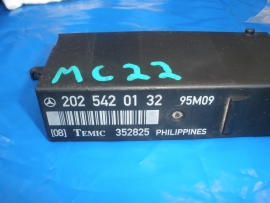 MC22
202 542 01 32 95M09
[08] TEMIC 352825 PHILIPPINES